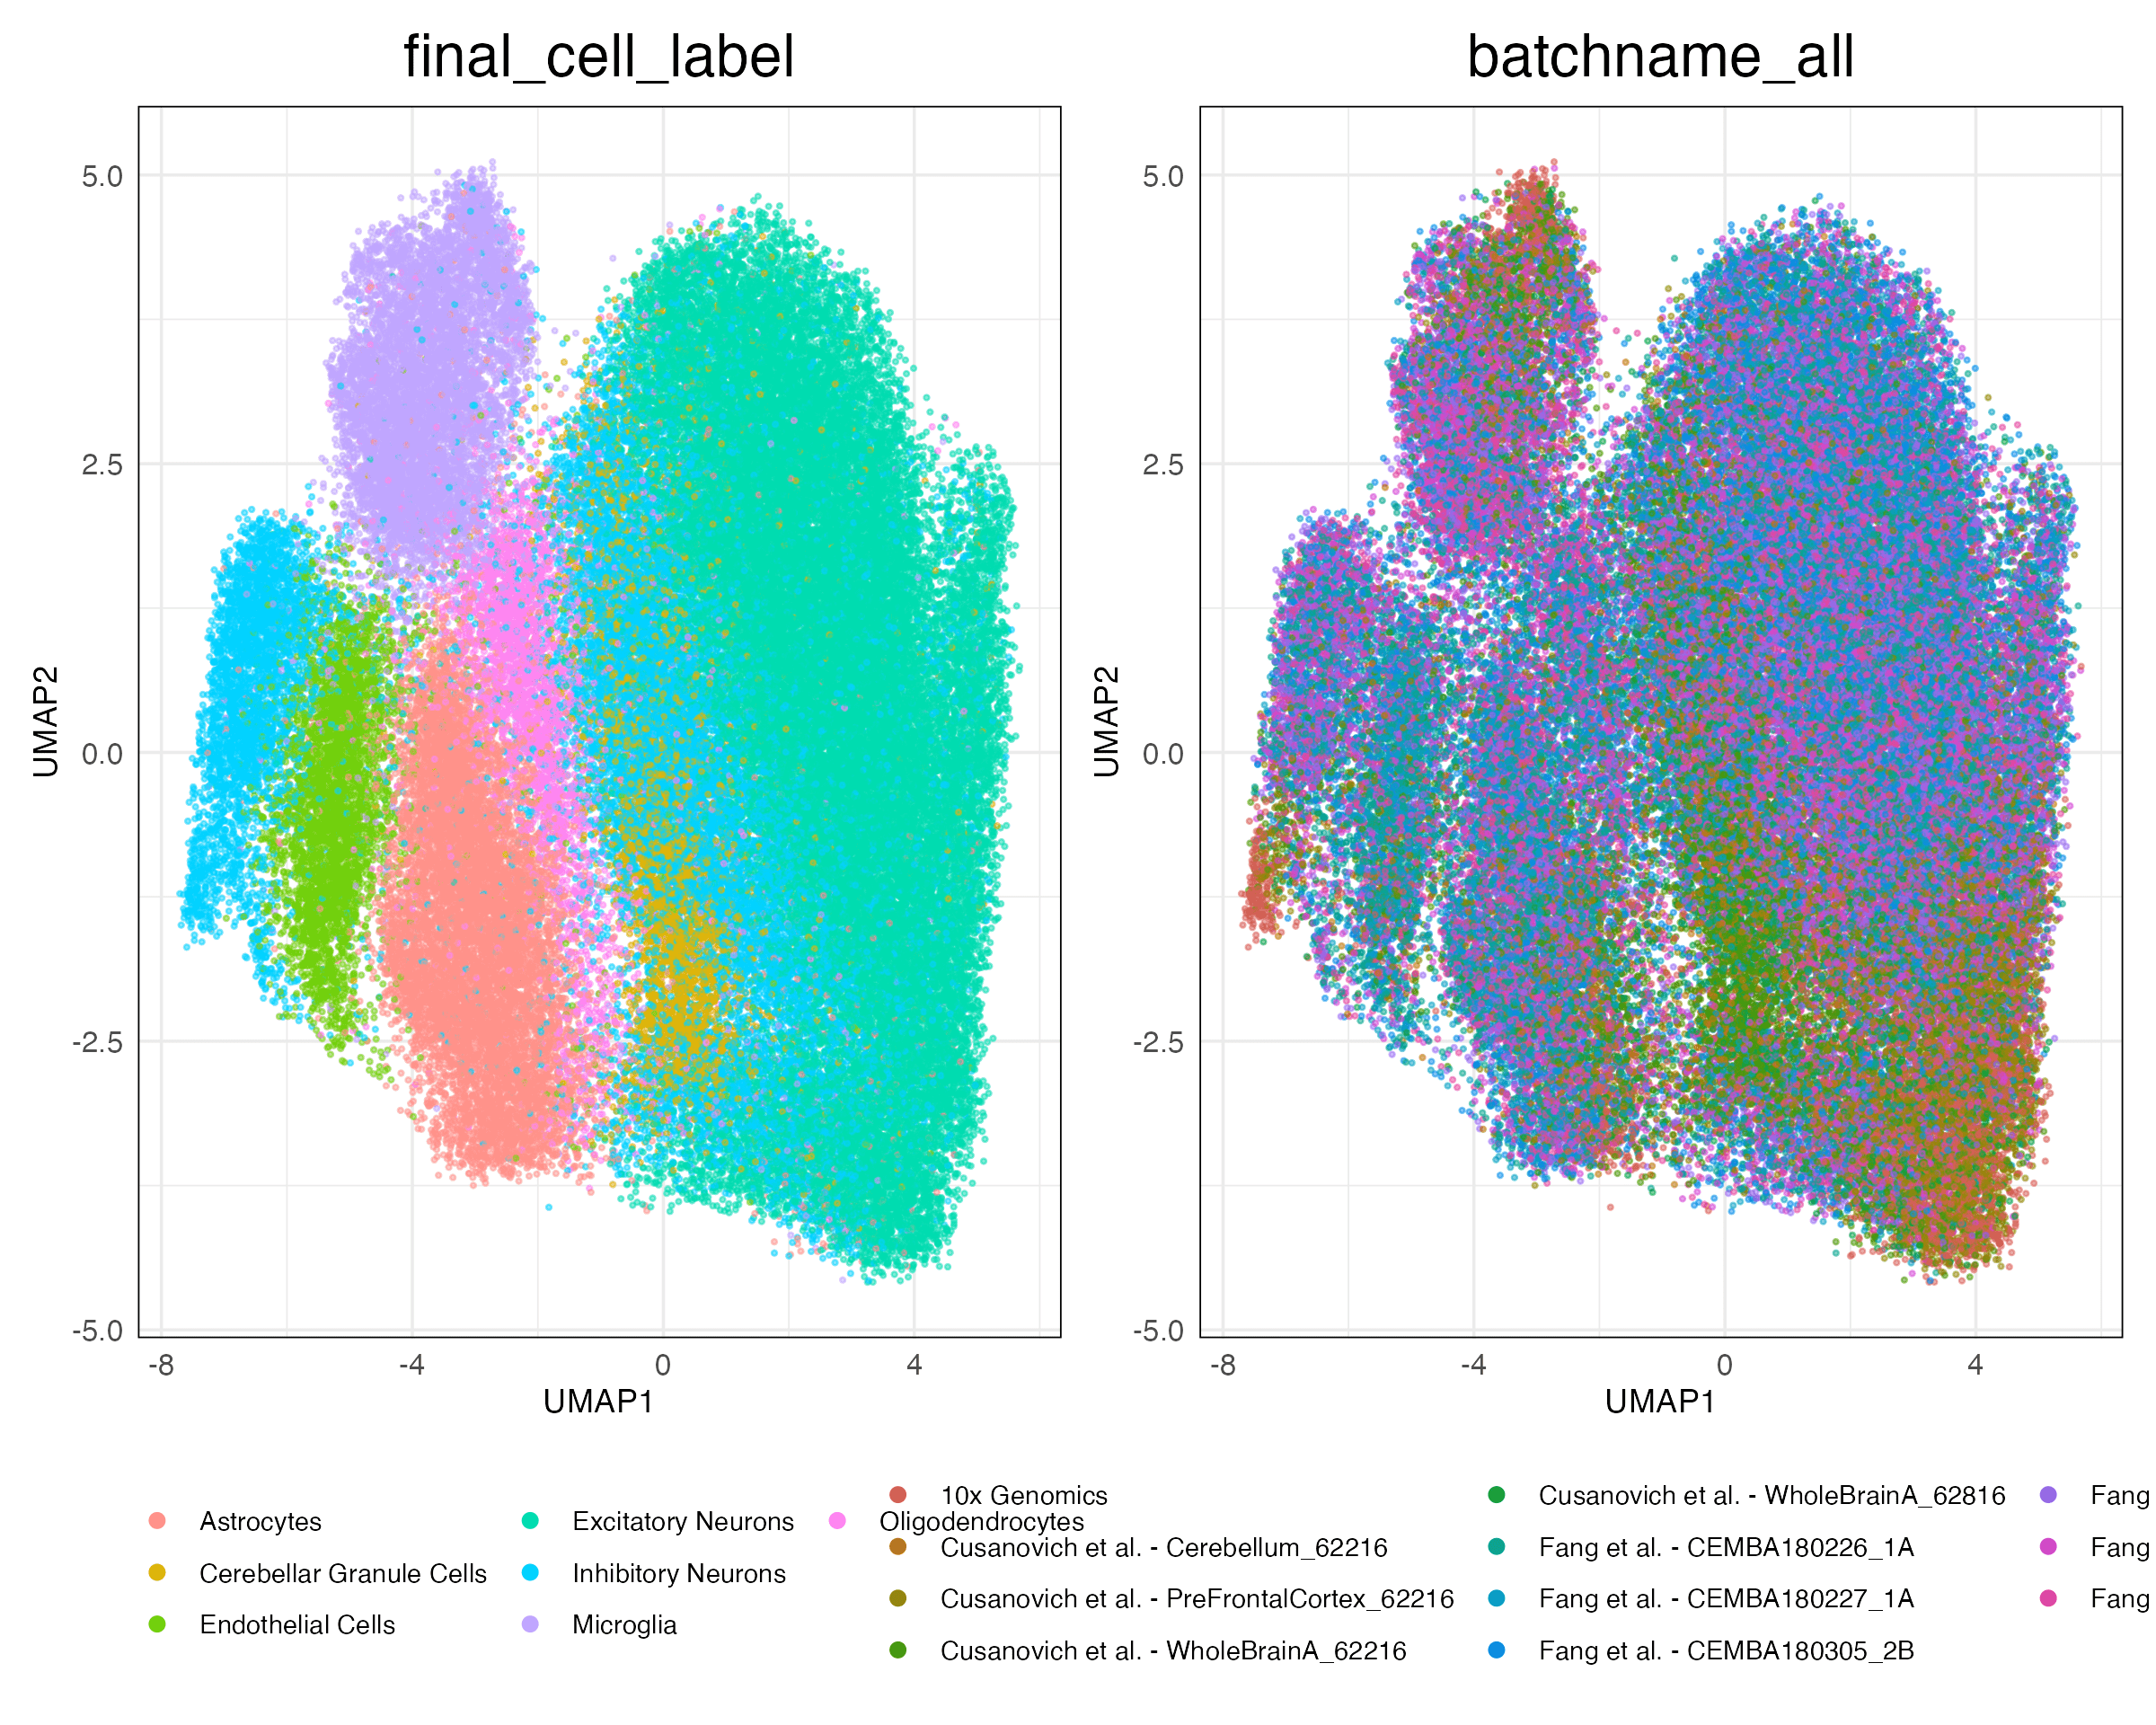 final_cell_label
batchname_all
5.0
2.5
0.0
-2.5
-5.0
UMAP2
-8
-4
0
4
UMAP1
5.0
2.5
0.0
-2.5
-5.0
UMAP2
-8
-4
0
4
UMAP1
Astrocytes
Cerebellar Granule Cells
Endothelial Cells
Excitatory Neurons
Inhibitory Neurons
Microglia
Oligodendrocytes
10x Genomics
Cusanovich et al. - Cerebellum_62216
Cusanovich et al. - PreFrontalCortex_62216
Cusanovich et al. - WholeBrainA_62216
Cusanovich et al. - WholeBrainA_62816
Fang et al. - CEMBA180226_1A
Fang et al. - CEMBA180227_1A
Fang et al. - CEMBA180305_2B
Fang
Fang
Fang